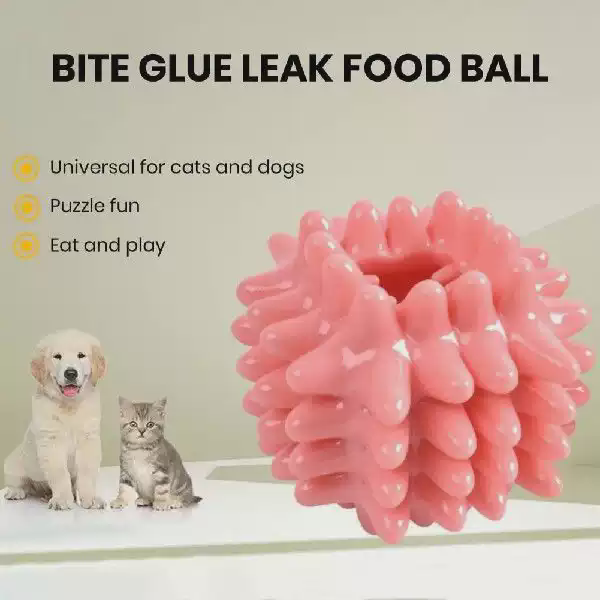 BITE GLUE LEAK FOOD BALL
Universal for cats and dogs
Puzzle fun
Eat and play